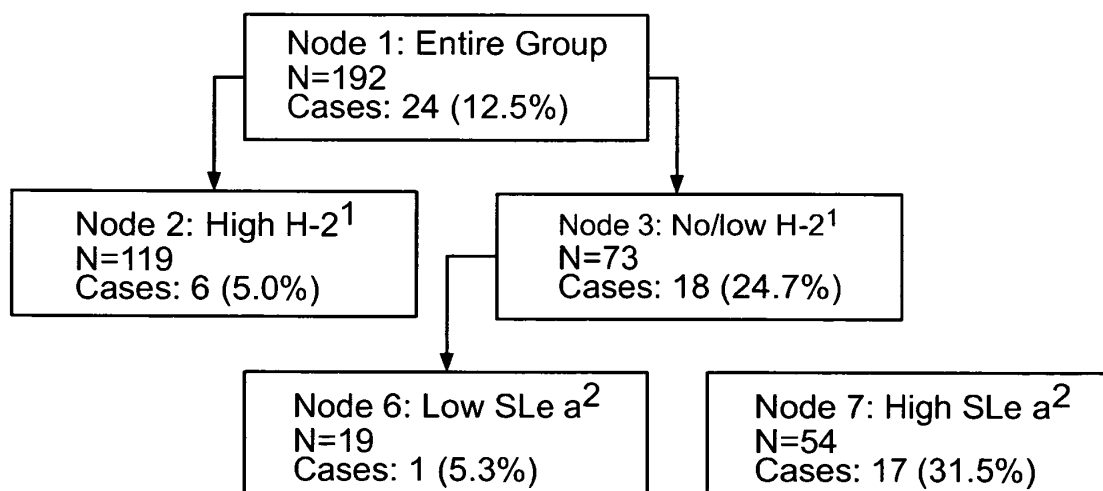 Node 1: Entire Group
N=192
Cases: 24 (12.5%)
Node 2: High H-2¹
N=119
Cases: 6 (5.0%)
Node 3: No/low H-2¹
N=73
Cases: 18 (24.7%)
Node 6: Low SLe a²
N=19
Cases: 1 (5.3%)
Node 7: High SLe a²
N=54
Cases: 17 (31.5%)